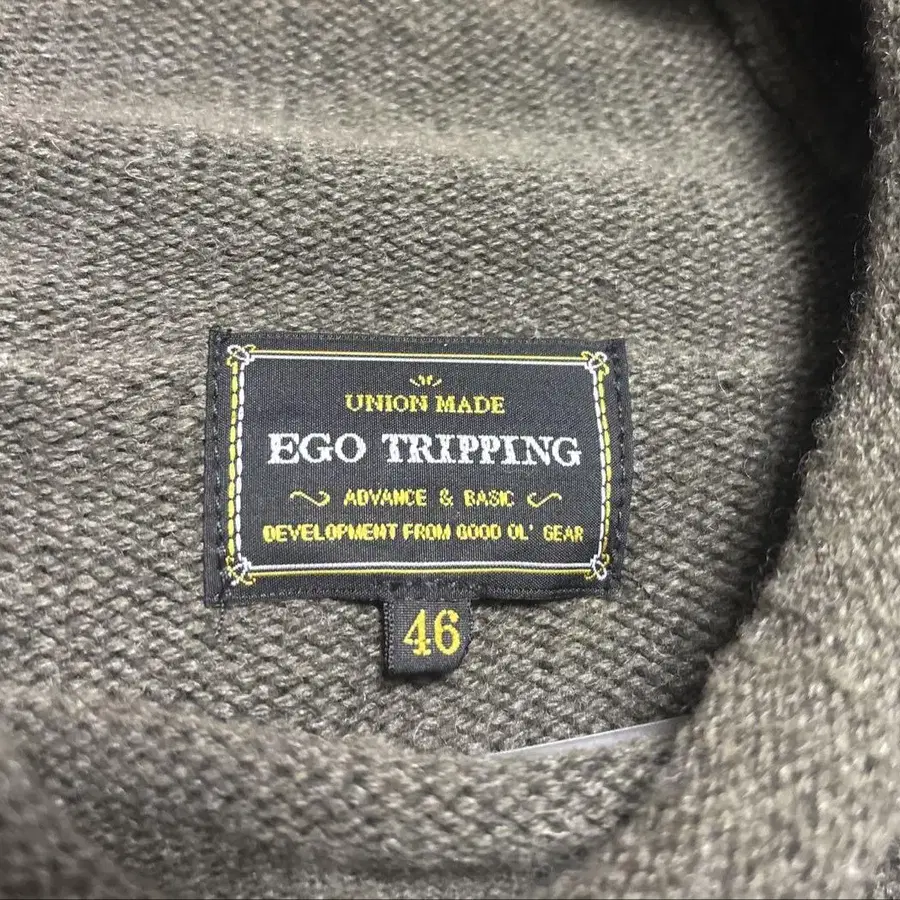 UNION MADE
EGO TRIPPING
ADVANCE & BASIC
DEVELOPMENT FROM GOOD OL' GEAR
46